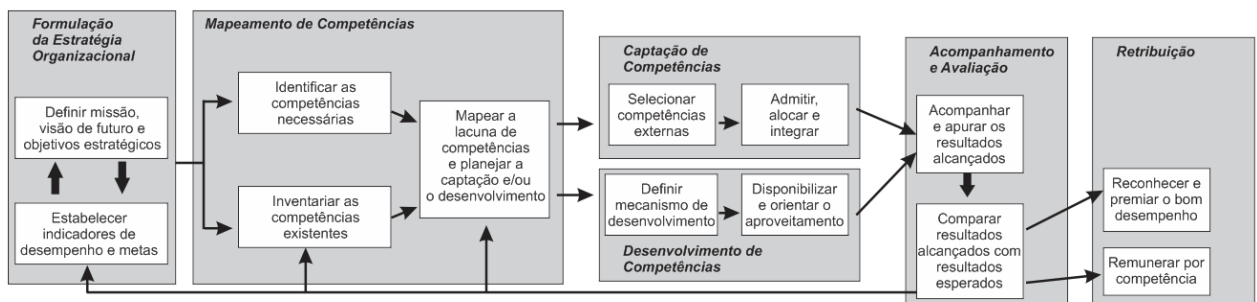 Formulação
da Estratégia
Organizacional
Definir missão,
visão de futuro e
objetivos estratégicos
Estabelecer
indicadores de
desempenho e metas
Mapeamento de Competências
Identificar as
competências
necessárias
Inventariar as
competências
existentes
Mapear a
lacuna de
competências
e planejar a
captação e/ou
o desenvolvimento
Captação de
Competências
Selecionar
competências
externas
Admitir,
alocar e
integrar
Definir
mecanismo de
desenvolvimento
Disponibilizar
e orientar o
aproveitamento
Desenvolvimento de
Competências
Acompanhamento
e Avaliação
Acompanhar
e apurar os
resultados
alcançados
Comparar
resultados
alcançados com
resultados
esperados
Retribuição
Reconhecer e
premiar o bom
desempenho
Remunerar por
competência